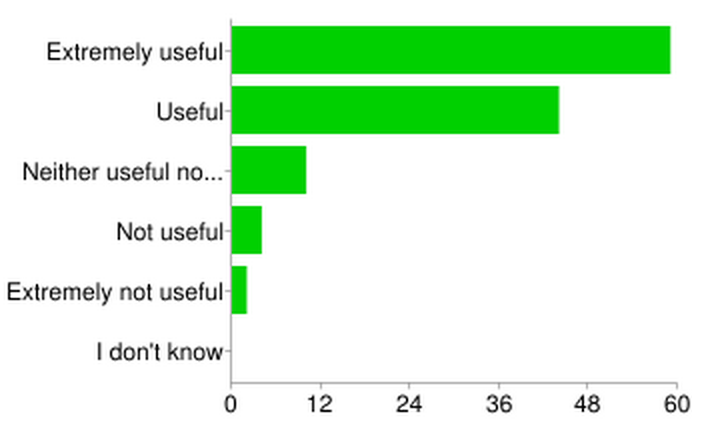 Extremely useful
Useful
Neither useful no...
Not useful
Extremely not useful
I don't know
0 12 24 36 48 60